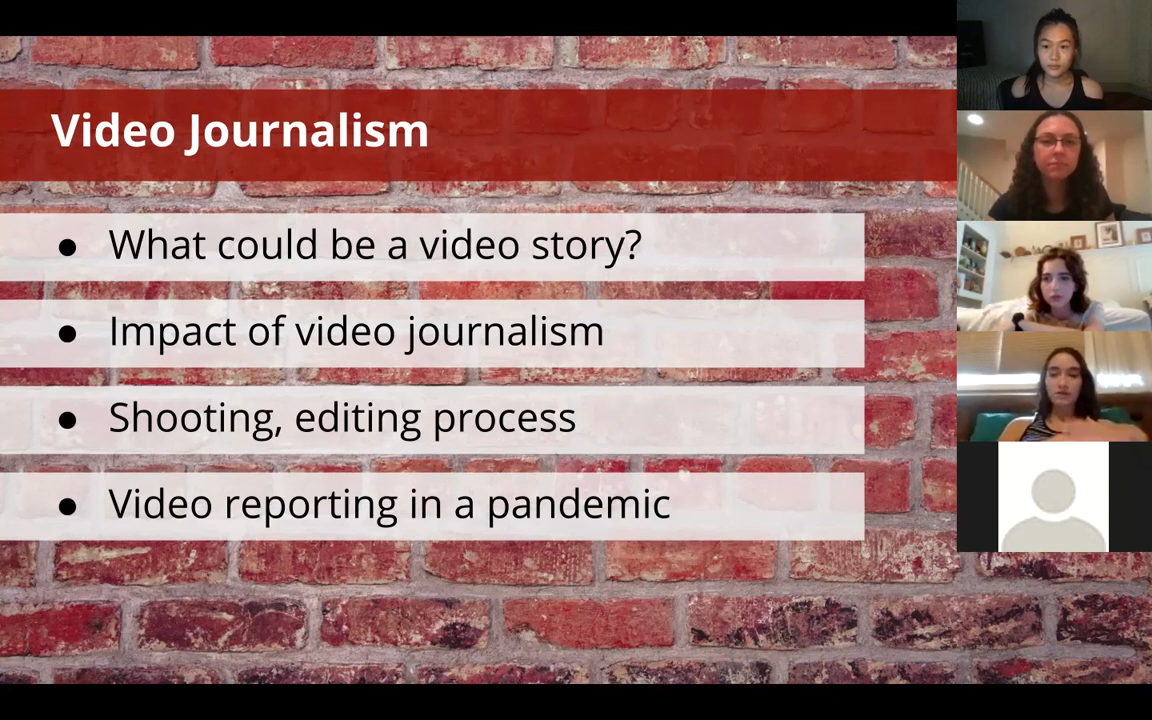 Video Journalism
● What could be a video story?
● Impact of video journalism
● Shooting, editing process
● Video reporting in a pandemic